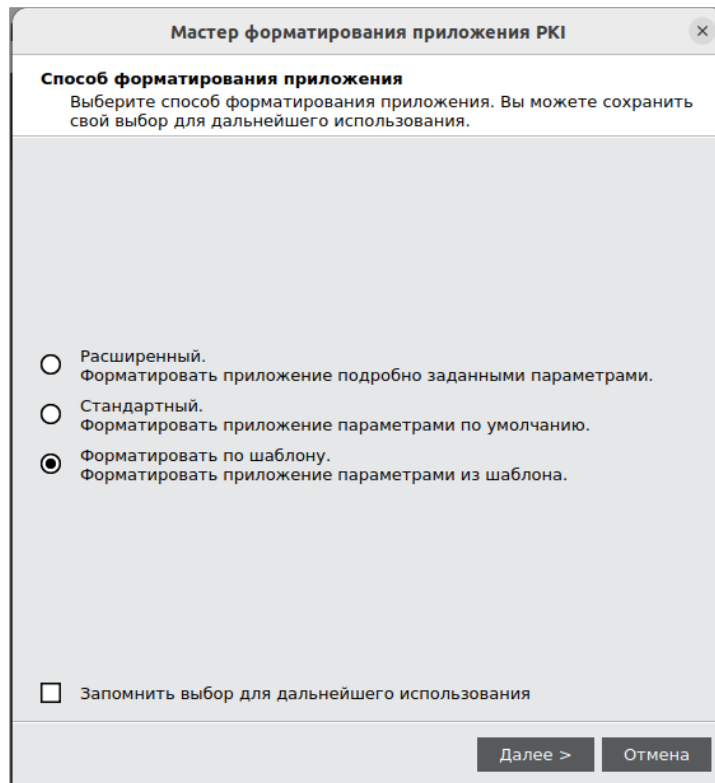 Мастер форматирования приложения PKI
Способ форматирования приложения
Выберите способ форматирования приложения. Вы можете сохранить
свой выбор для дальнейшего использования.
Расширенный.
Форматировать приложение подробно заданными параметрами.
Стандартный.
Форматировать приложение параметрами по умолчанию.
Форматировать по шаблону.
Форматировать приложение параметрами из шаблона.
Запомнить выбор для дальнейшего использования
Далее > Отмена